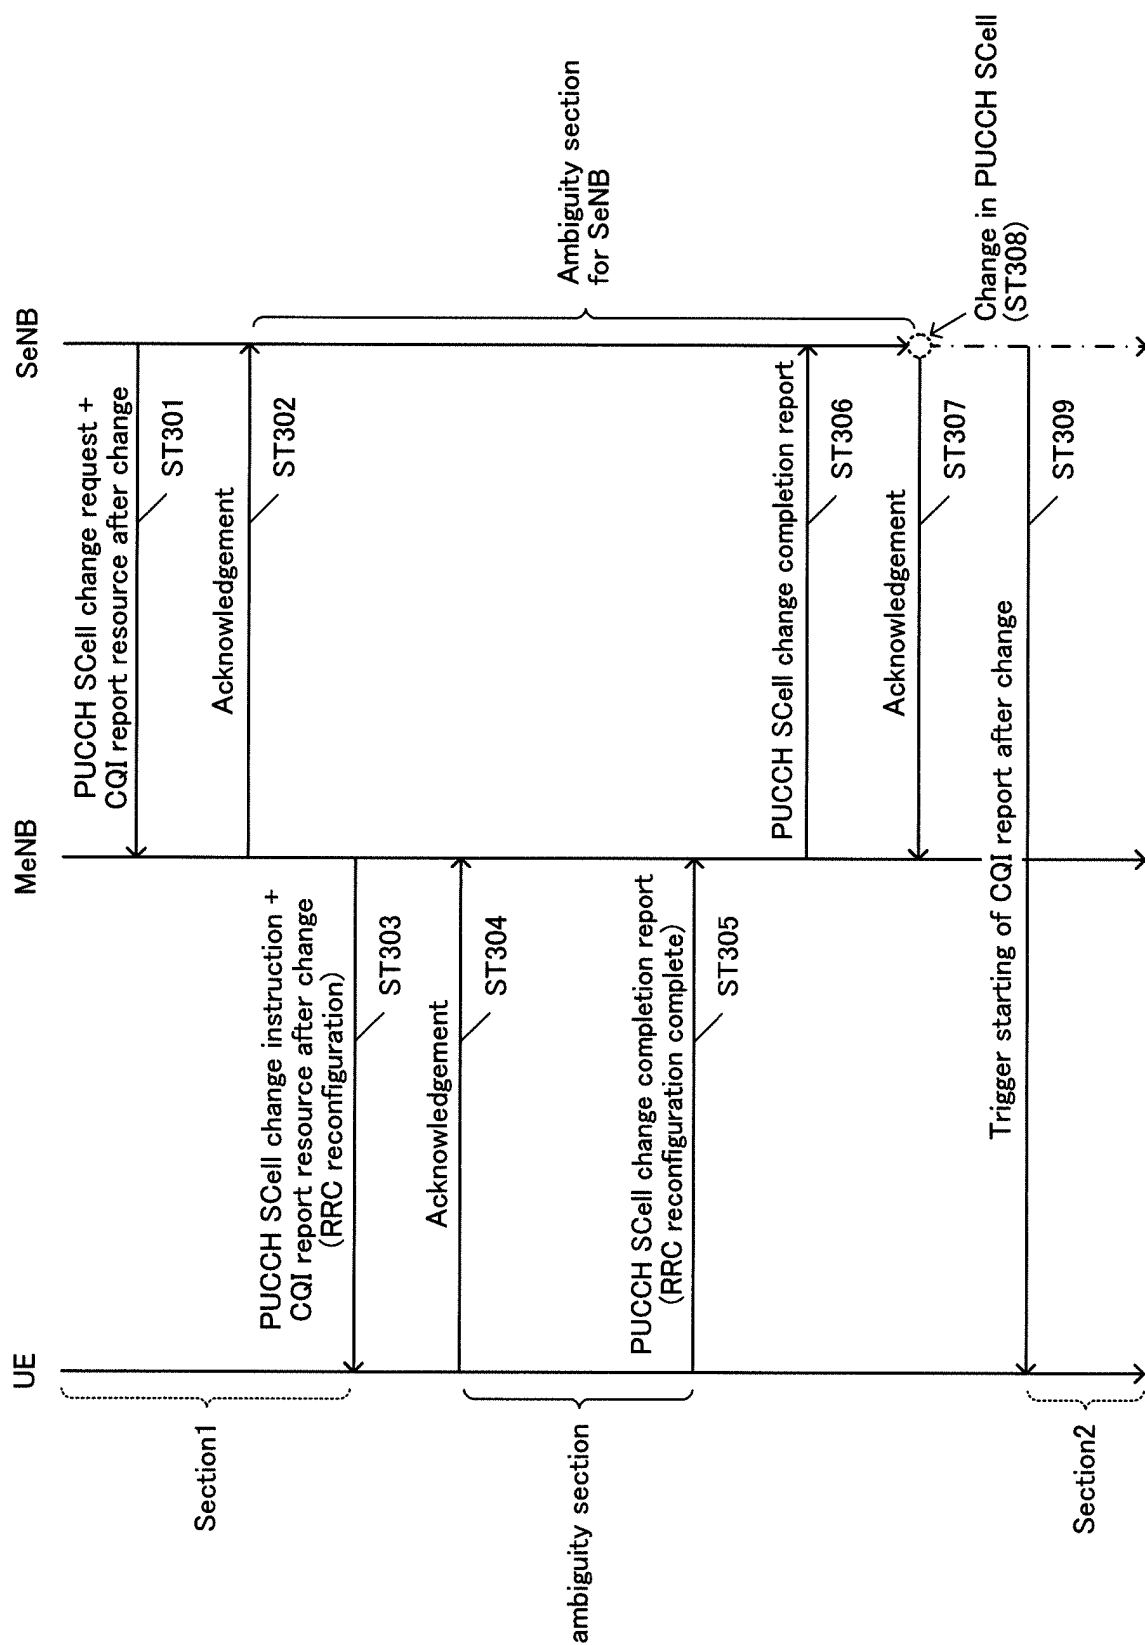 UE
MeNB
SeNB
PUCCH SCell change request +
CQI report resource after change
ST301
Acknowledgement
ST302
PUCCH SCell change instruction +
CQI report resource after change
(RRC reconfiguration)
ST303
Acknowledgement
ST304
PUCCH SCell change completion report
(RRC reconfiguration complete)
ST305
PUCCH SCell change completion report
ST306
Acknowledgement
ST307
Change in PUCCH SCell
(ST308)
Trigger starting of CQI report after change
ST309
Section1
ambiguity section
Section2
Ambiguity section
for SeNB